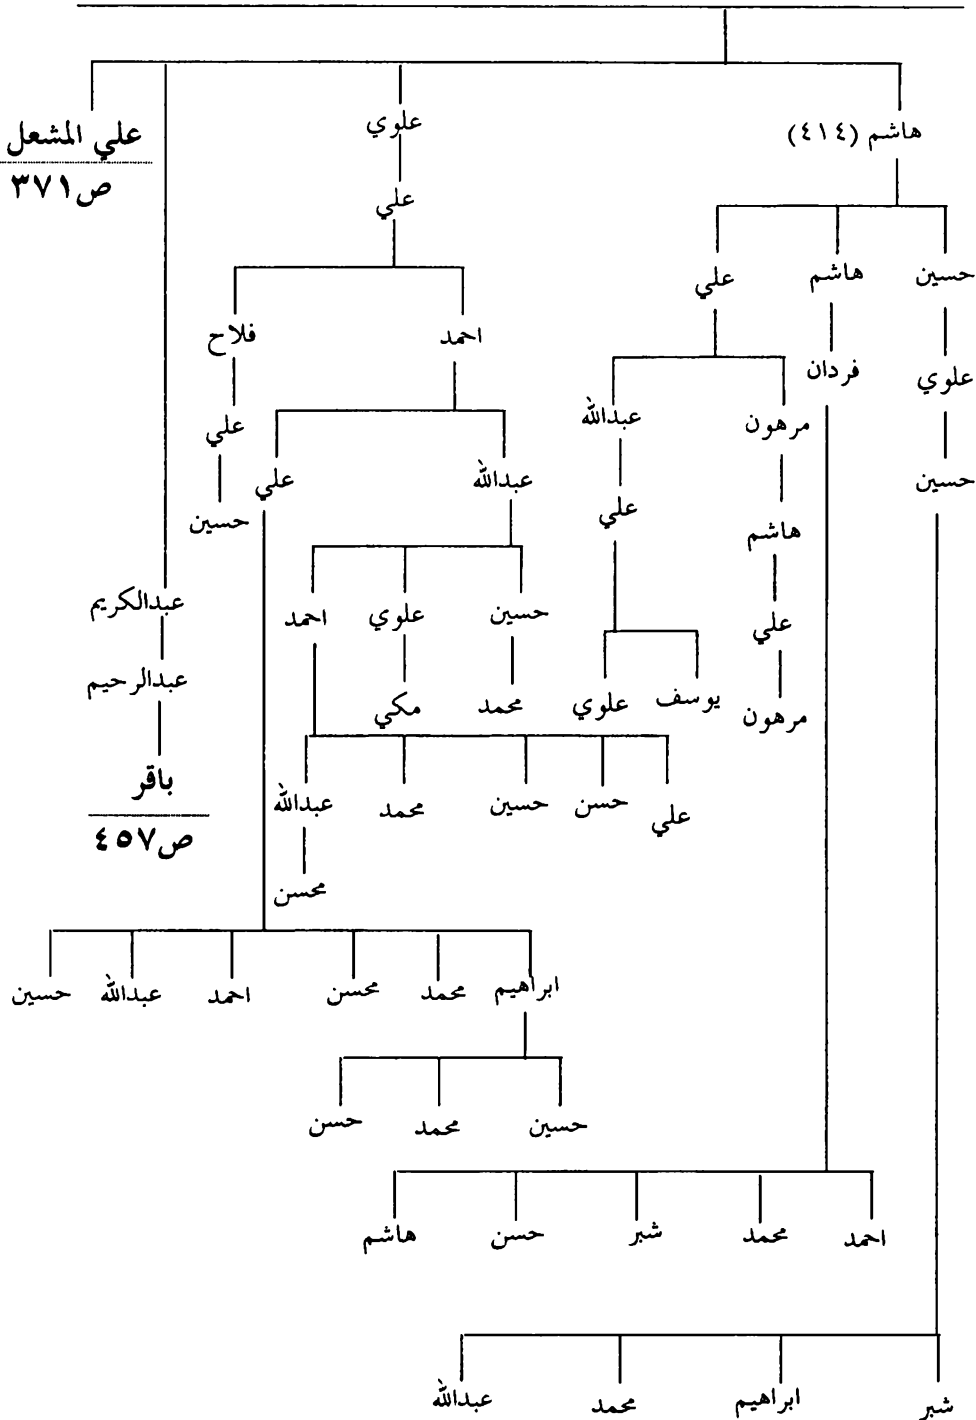 هاشم (٤١٤) علوي علي المشعل
ص٣٧١
علي
حسين هاشم علي
احمد فلاح
علوي فردان
مرهون عبدالله علي
حسين عبدالله علي
هاشم علي حسين
حسين علوي احمد عبدالكريم
علي
يوسف علوي محمد مكي عبدالرحيم
مرهون
علي حسن حسين محمد عبدالله باقر
ص٤٥٧
محسن
ابراهيم محمد محسن احمد عبدالله حسين
حسين محمد حسن
احمد محمد شبر حسن هاشم
شبر ابراهيم محمد عبدالله